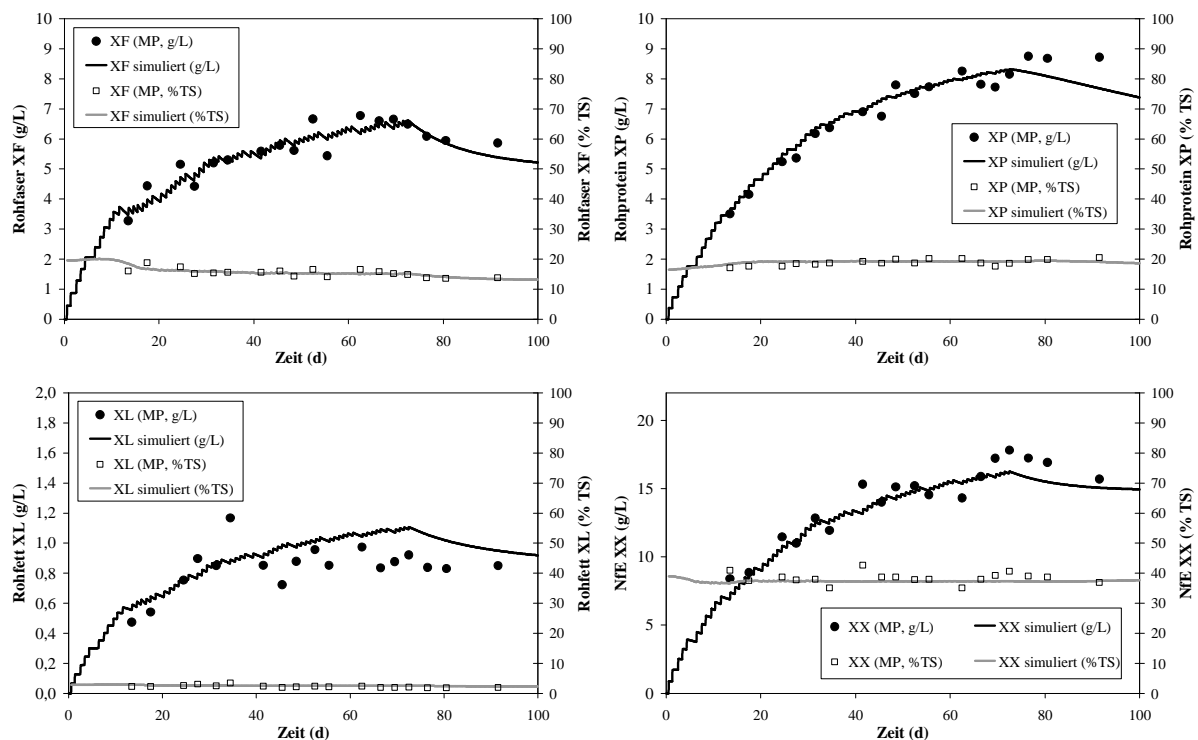 Rohfaser XF (g/L)
10
9
8
7
6
5
4
3
2
1
0
XF (MP, g/L)
XF simuliert (g/L)
XF (MP, %TS)
XF simuliert (%TS)
100
90
80
70
60
50
40
30
20
10
0
Rohfaser XF (% TS)
0 20 40 60 80 100
Zeit (d)
Rohprotein XP (g/L)
10
9
8
7
6
5
4
3
2
1
0
XP (MP, g/L)
XP simuliert (g/L)
XP (MP, %TS)
XP simuliert (%TS)
100
90
80
70
60
50
40
30
20
10
0
Rohprotein XP (% TS)
0 20 40 60 80 100
Zeit (d)
Rohfett XL (g/L)
2,0
1,8
1,6
1,4
1,2
1,0
0,8
0,6
0,4
0,2
0,0
XL (MP, g/L)
XL simuliert (g/L)
XL (MP, %TS)
XL simuliert (%TS)
100
90
80
70
60
50
40
30
20
10
0
Rohfett XL (% TS)
0 20 40 60 80 100
Zeit (d)
NfE XX (g/L)
20
15
10
5
0
XX (MP, g/L) XX simuliert (g/L)
XX (MP, %TS) XX simuliert (%TS)
100
90
80
70
60
50
40
30
20
10
0
NfE XX (% TS)
0 20 40 60 80 100
Zeit (d)